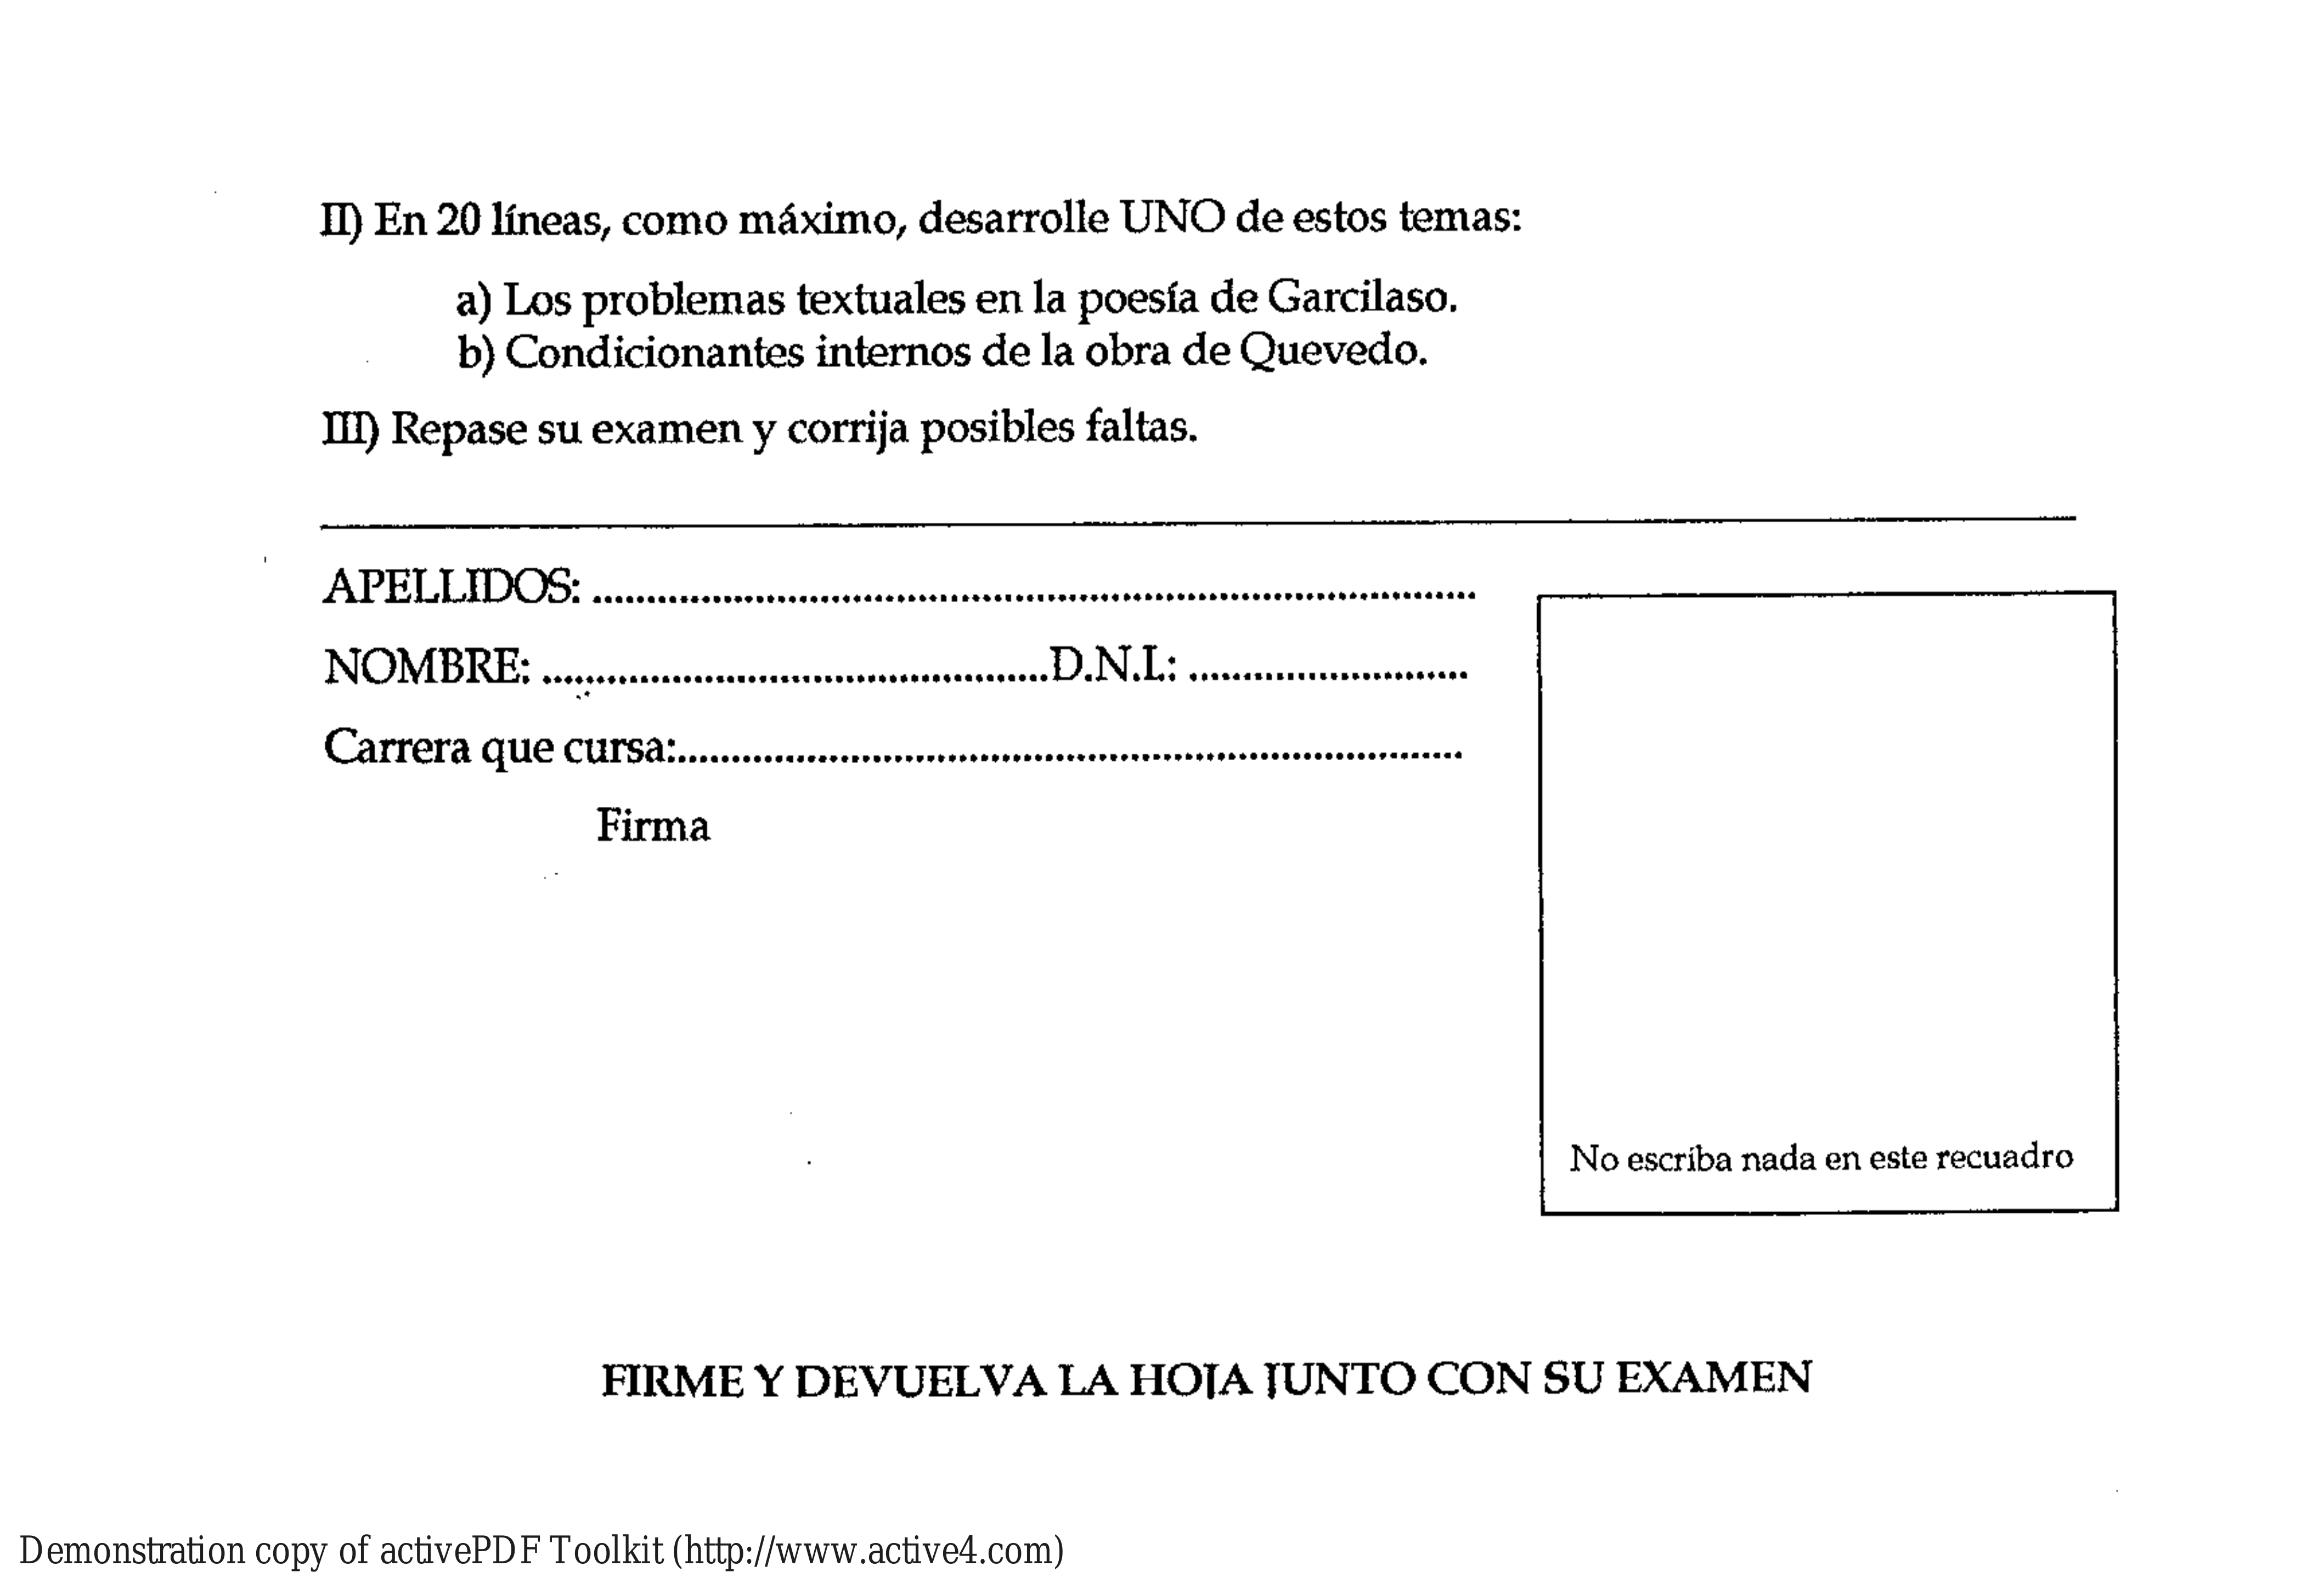 II) En 20 líneas, como máximo, desarrolle UNO de estos temas:
a) Los problemas textuales en la poesía de Garcilaso.
b) Condicionantes internos de la obra de Quevedo.
III) Repase su examen y corrija posibles faltas.
APELLIDOS: ................................................................................
NOMBRE: ...............................................D.N.I.: ..........................
Carrera que cursa:........................................................................
Firma
No escriba nada en este recuadro
FIRME Y DEVUELVA LA HOJA JUNTO CON SU EXAMEN
Demonstration copy of activePDF Toolkit (http://www.active4.com)